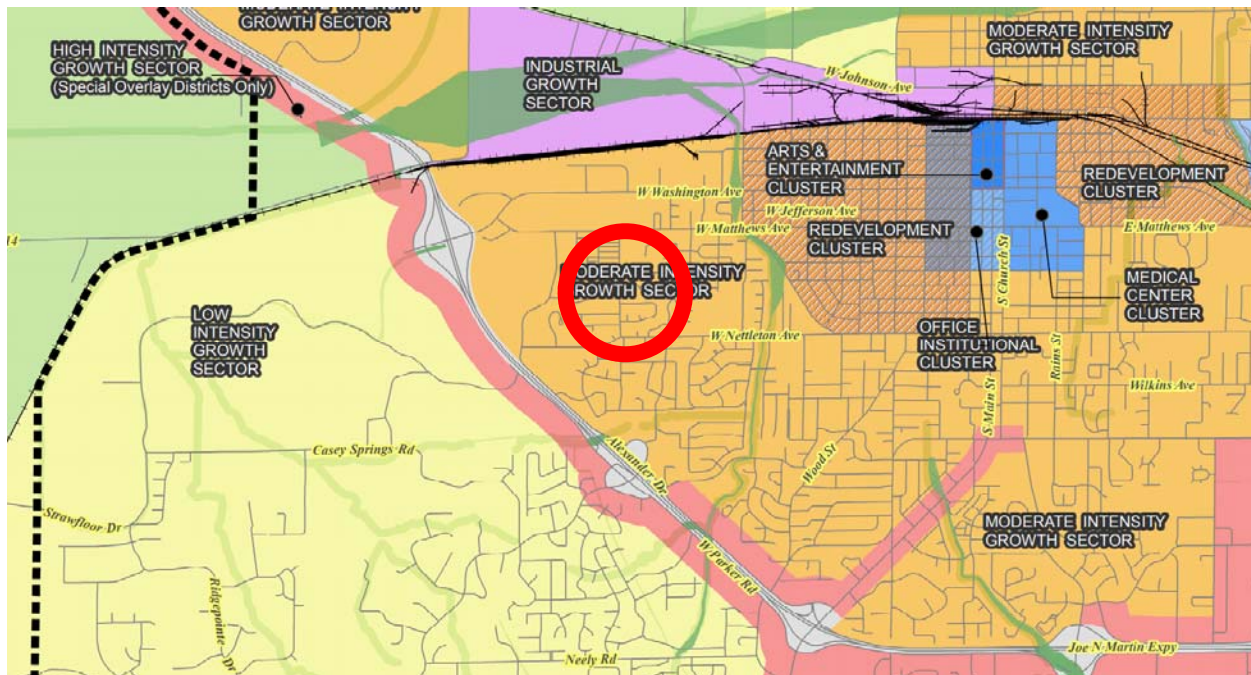 GROWTH SECTOR
HIGH INTENSITY
GROWTH SECTOR
(Special Overlay Districts Only)
INDUSTRIAL
GROWTH
SECTOR
MODERATE INTENSITY
GROWTH SECTOR
W Johnson Ave
ARTS &
ENTERTAINMENT
CLUSTER
REDEVELOPMENT
CLUSTER
W Washington Ave
W Jefferson Ave
W Matthews Ave
REDEVELOPMENT
CLUSTER
E Matthews Ave
14
MODERATE INTENSITY
GROWTH SECTOR
S Church St
MEDICAL
CENTER
CLUSTER
LOW
INTENSITY
GROWTH
SECTOR
W Nettleton Ave
OFFICE
INSTITUTIONAL
CLUSTER
Rains St
S Main St
Wilkins Ave
Casey Springs Rd
Alexander Dr
Wood St
Strawfloor Dr
MODERATE INTENSITY
GROWTH SECTOR
W Parker Rd
Ridgepointe Dr
Neely Rd
Joe N Martin Expy